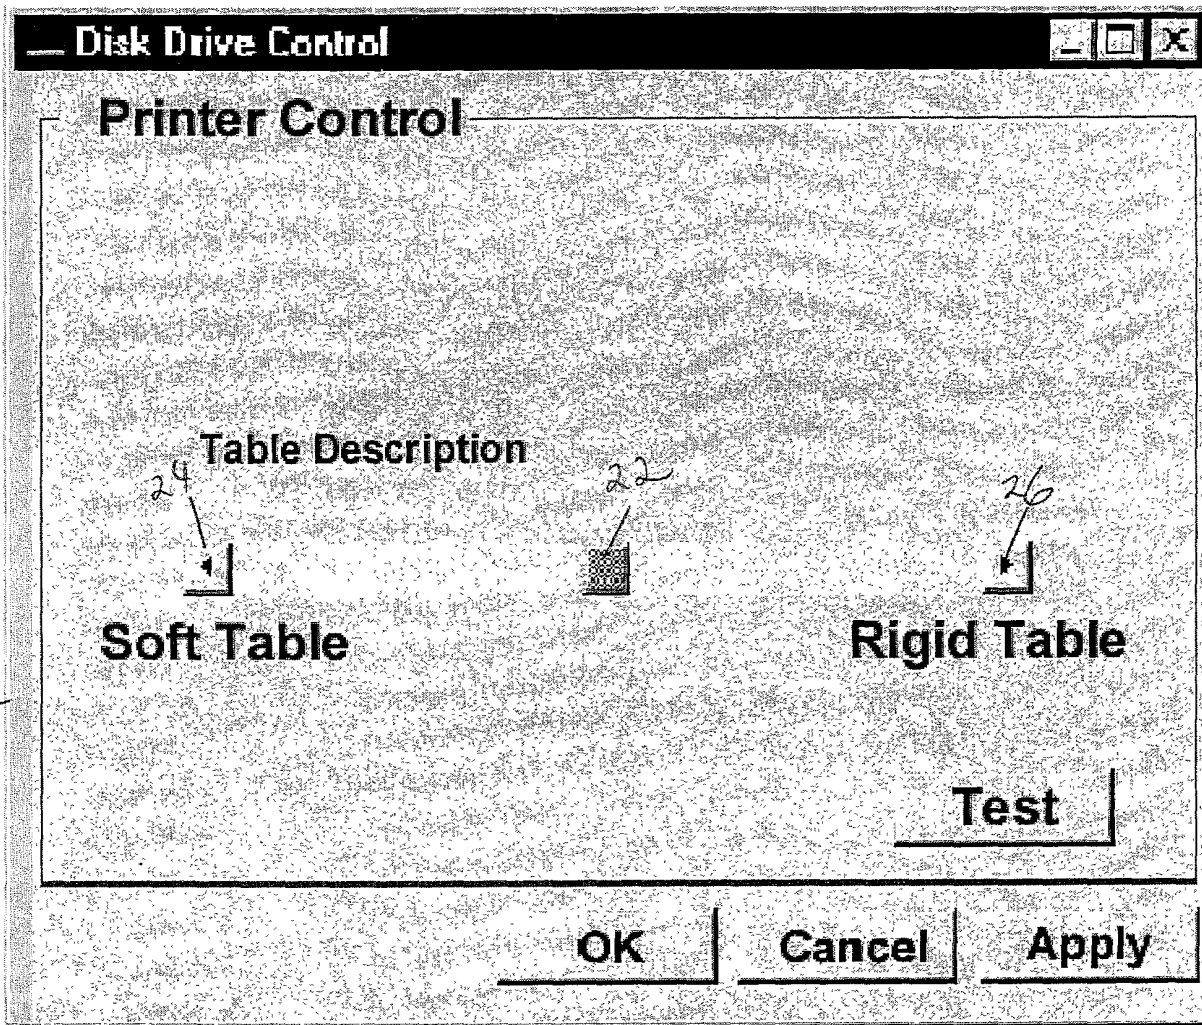 Disk Drive Control
Printer Control
Table Description
24
22
26
Soft Table
Rigid Table
Test
OK
Cancel
Apply